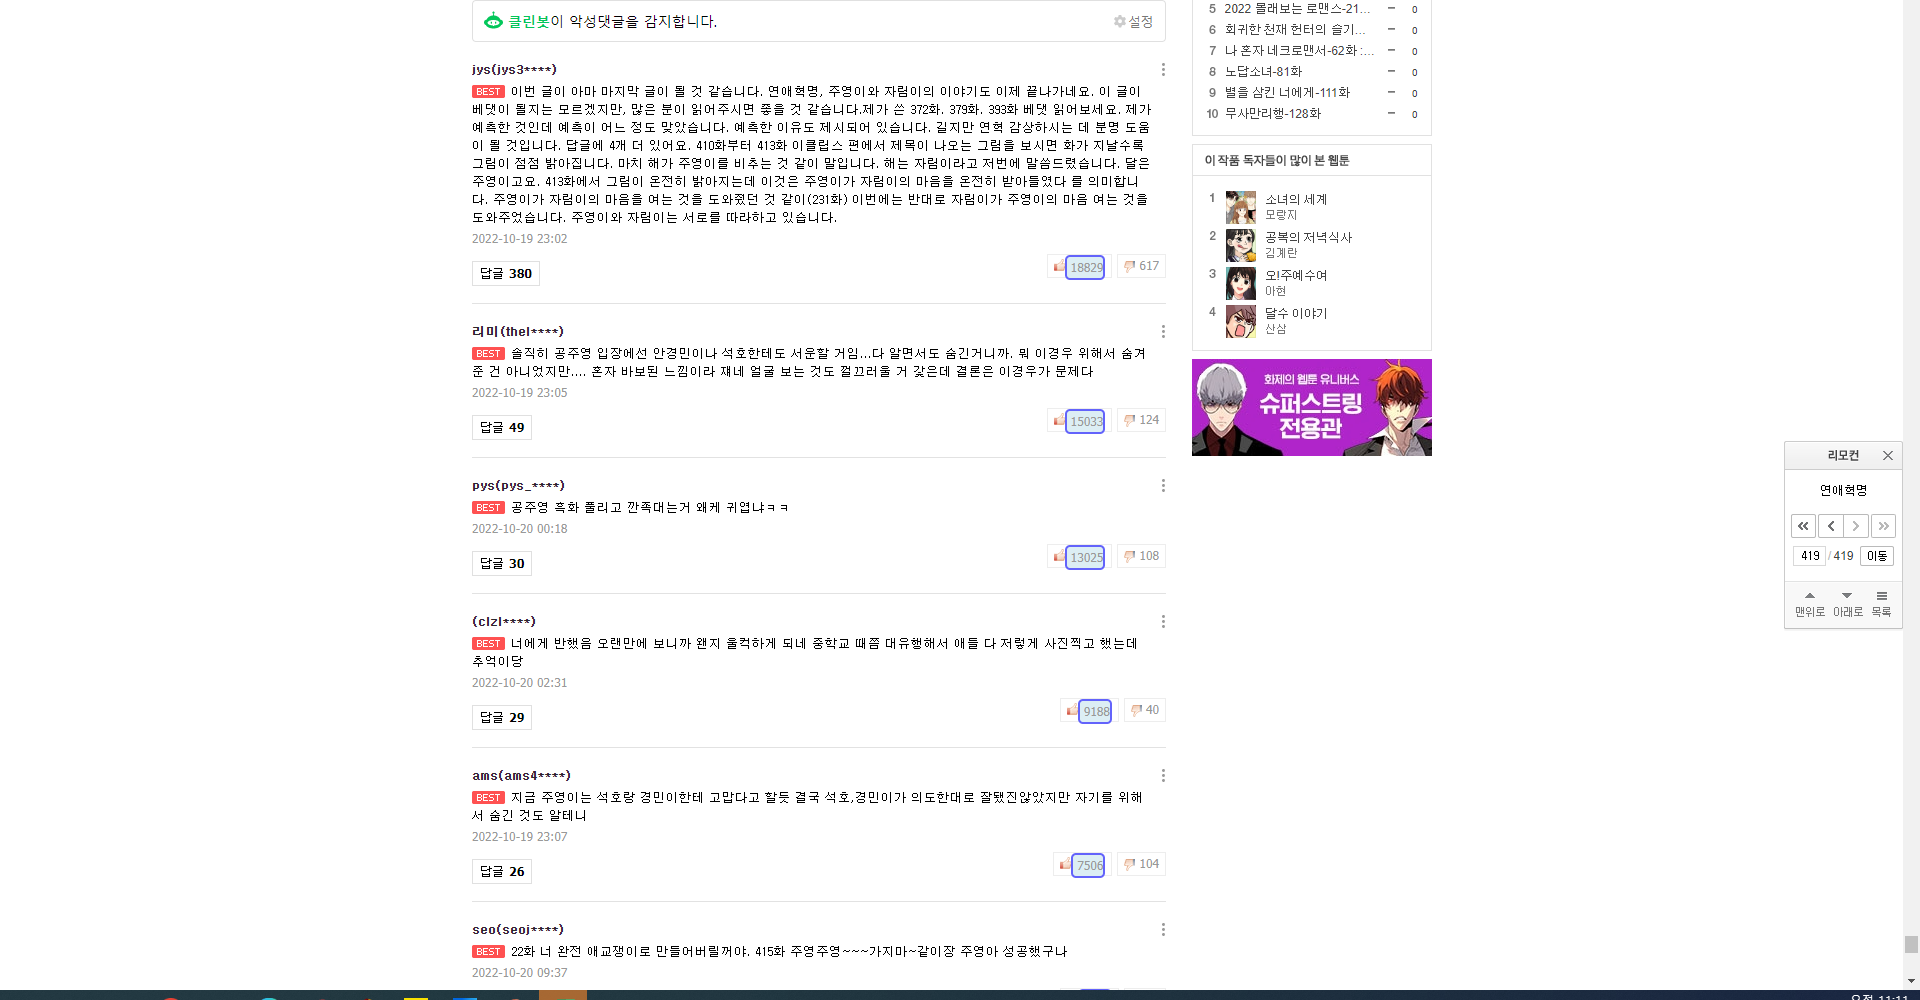 클린봇이 악성댓글을 감지합니다.
설정
jys(jys3****)
BEST 이번 글이 아마 마지막 글이 될 것 같습니다. 연애혁명, 주영이와 자림이의 이야기도 이제 끝나가네요. 이 글이
베댓이 될지는 모르겠지만, 많은 분이 읽어주시면 좋을 것 같습니다.제가 쓴 372화. 379화. 393화 베댓 읽어보세요. 제가
예측한 것인데 예측이 어느 정도 맞았습니다. 예측한 이유도 제시되어 있습니다. 길지만 연혁 감상하시는 데 분명 도움
이 될 것입니다. 답글에 4개 더 있어요. 410화부터 413화 이클립스 편에서 제목이 나오는 그림을 보시면 화가 지날수록
그림이 점점 밝아집니다. 마치 해가 주영이를 비추는 것 같이 말입니다. 해는 자림이라고 저번에 말씀드렸습니다. 달은
주영이고요. 413화에서 그림이 온전히 밝아지는데 이것은 주영이가 자림이의 마음을 온전히 받아들였다 를 의미합니
다. 주영이가 자림이의 마음을 여는 것을 도와줬던 것 같이(231화) 이번에는 반대로 자림이가 주영이의 마음 여는 것을
도와주었습니다. 주영이와 자림이는 서로를 따라하고 있습니다.
2022-10-19 23:02
답글 380
18829
617
리미(thel****)
BEST 솔직히 공주영 입장에선 안경민이나 석호한테도 서운할 거임...다 알면서도 숨긴거니까. 뭐 이경우 위해서 숨겨
준 건 아니었지만.... 혼자 바보된 느낌이라 쟤네 얼굴 보는 것도 껄끄러울 거 같은데 결론은 이경우가 문제다
2022-10-19 23:05
답글 49
15033
124
pys(pys_****)
BEST 공주영 흑화 풀리고 깐족대는거 왜케 귀엽냐ㅋㅋ
2022-10-20 00:18
답글 30
13025
108
(clzl****)
BEST 너에게 반했음 오랜만에 보니까 왠지 울컥하게 되네 중학교 때쯤 대유행해서 애들 다 저렇게 사진찍고 했는데
추억이당
2022-10-20 02:31
답글 29
9188
40
ams(ams4****)
BEST 지금 주영이는 석호랑 경민이한테 고맙다고 할듯 결국 석호,경민이가 의도한대로 잘됐진않았지만 자기를 위해
서 숨긴 것도 알테니
2022-10-19 23:07
답글 26
7506
104
seo(seoj****)
BEST 22화 너 완전 애교쟁이로 만들어버릴꺼야. 415화 주영주영~~~가지마~같이장 주영아 성공했구나
2022-10-20 09:37
5 2022 몰래보는 로맨스-21... 0
6 회귀한 천재 헌터의 슬기... 0
7 나 혼자 네크로맨서-62화 :... 0
8 노답소녀-81화 0
9 별을 삼킨 너에게-111화 0
10 무사만리행-128화 0
이 작품 독자들이 많이 본 웹툰
1 소녀의 세계
모랑지
2 공복의 저녁식사
김계란
3 오!주예수여
아현
4 달수 이야기
산삼
화제의 웹툰 유니버스
슈퍼스트링
전용관
리모컨
연애혁명
419 / 419 이동
맨위로 아래로 목록
오전 11:11